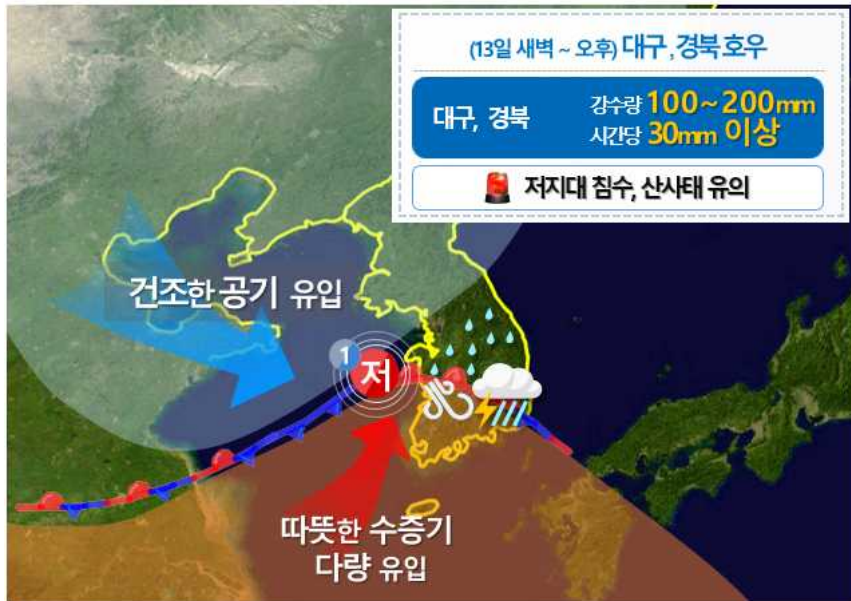 (13일 새벽 ~ 오후) 대구, 경북 호우
대구, 경북
강수량 100~200mm
시간당 30mm 이상
저지대 침수, 산사태 유의
건조한 공기 유입
1
저
따뜻한 수증기
다량 유입